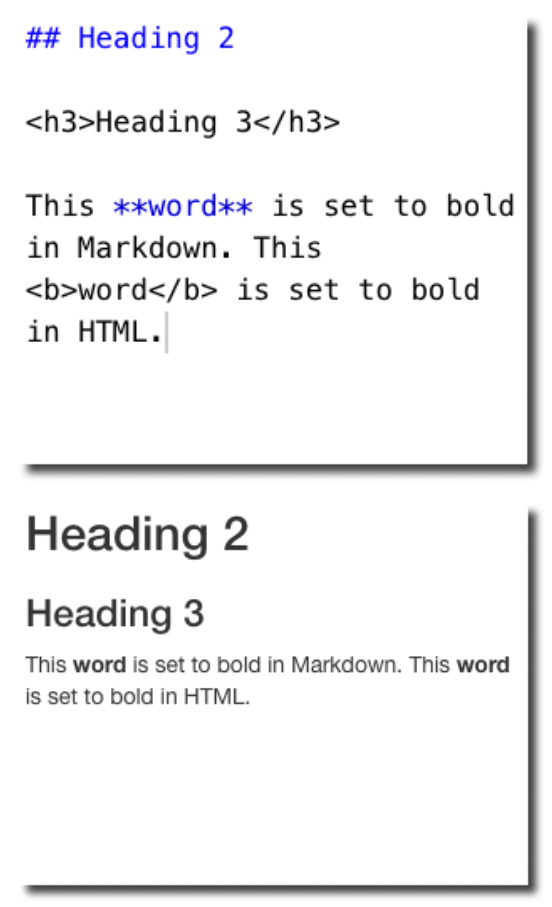 ## Heading 2
<h3>Heading 3</h3>
This **word** is set to bold
in Markdown. This
<b>word</b> is set to bold
in HTML.
Heading 2
Heading 3
This word is set to bold in Markdown. This word
is set to bold in HTML.